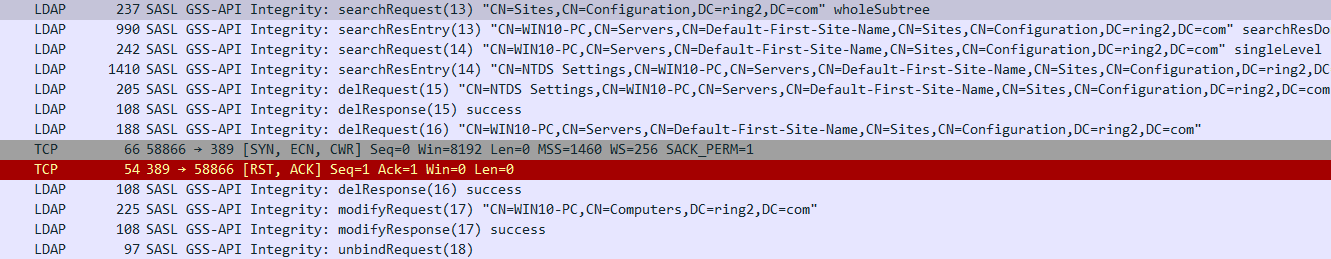 LDAP 237 SASL GSS-API Integrity: searchRequest(13) "CN=Sites,CN=Configuration,DC=ring2,DC=com" wholeSubtree
LDAP 990 SASL GSS-API Integrity: searchResEntry(13) "CN=WIN10-PC,CN=Servers,CN=Default-First-Site-Name,CN=Sites,CN=Configuration,DC=ring2,DC=com" searchResDo
LDAP 242 SASL GSS-API Integrity: searchRequest(14) "CN=WIN10-PC,CN=Servers,CN=Default-First-Site-Name,CN=Sites,CN=Configuration,DC=ring2,DC=com" singleLevel
LDAP 1410 SASL GSS-API Integrity: searchResEntry(14) "CN=NTDS Settings,CN=WIN10-PC,CN=Servers,CN=Default-First-Site-Name,CN=Sites,CN=Configuration,DC=ring2,DC
LDAP 205 SASL GSS-API Integrity: delRequest(15) "CN=NTDS Settings,CN=WIN10-PC,CN=Servers,CN=Default-First-Site-Name,CN=Sites,CN=Configuration,DC=ring2,DC=com
LDAP 108 SASL GSS-API Integrity: delResponse(15) success
LDAP 188 SASL GSS-API Integrity: delRequest(16) "CN=WIN10-PC,CN=Servers,CN=Default-First-Site-Name,CN=Sites,CN=Configuration,DC=ring2,DC=com"
TCP 66 58866 → 389 [SYN, ECN, CWR] Seq=0 Win=8192 Len=0 MSS=1460 WS=256 SACK_PERM=1
TCP 54 389 → 58866 [RST, ACK] Seq=1 Ack=1 Win=0 Len=0
LDAP 108 SASL GSS-API Integrity: delResponse(16) success
LDAP 225 SASL GSS-API Integrity: modifyRequest(17) "CN=WIN10-PC,CN=Computers,DC=ring2,DC=com"
LDAP 108 SASL GSS-API Integrity: modifyResponse(17) success
LDAP 97 SASL GSS-API Integrity: unbindRequest(18)